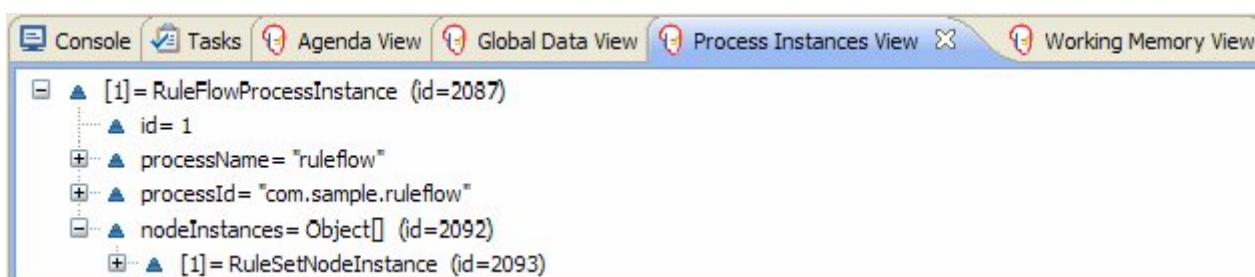 Console Tasks Agenda View Global Data View Process Instances View Working Memory View
[1]= RuleFlowProcessInstance (id=2087)
id= 1
processName= "ruleflow"
processId= "com.sample.ruleflow"
nodeInstances= Object[] (id=2092)
[1]= RuleSetNodeInstance (id=2093)